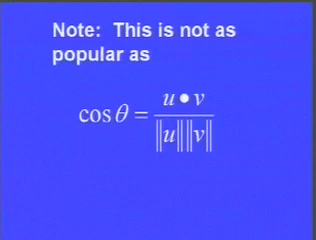 Note: This is not as
popular as
cos θ = u • v / ‖u‖‖v‖